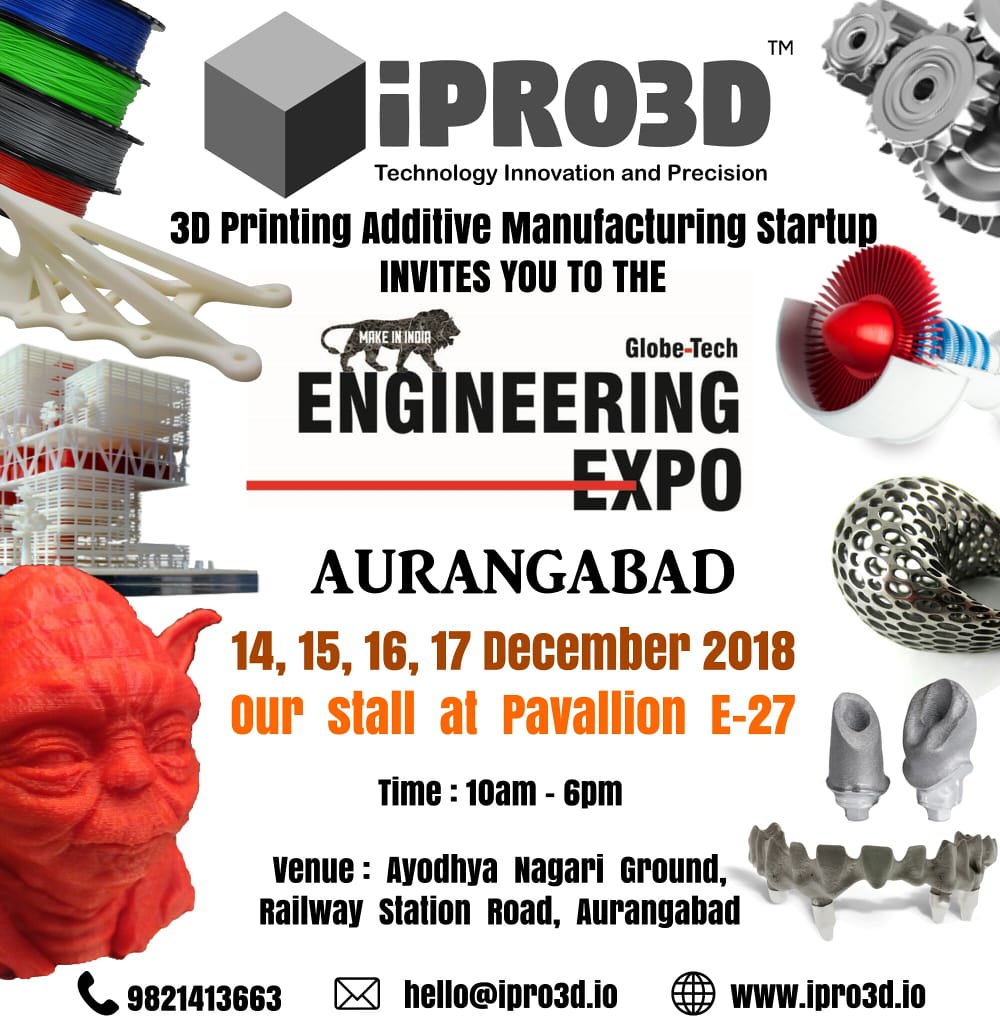 iPRO3D™
Technology Innovation and Precision
3D Printing Additive Manufacturing Startup
INVITES YOU TO THE
MAKE IN INDIA
Globe-Tech
ENGINEERING
EXPO
AURANGABAD
14, 15, 16, 17 December 2018
Our stall at Pavallion E-27
Time : 10am - 6pm
Venue : Ayodhya Nagari Ground,
Railway Station Road, Aurangabad
9821413663 hello@ipro3d.io www.ipro3d.io